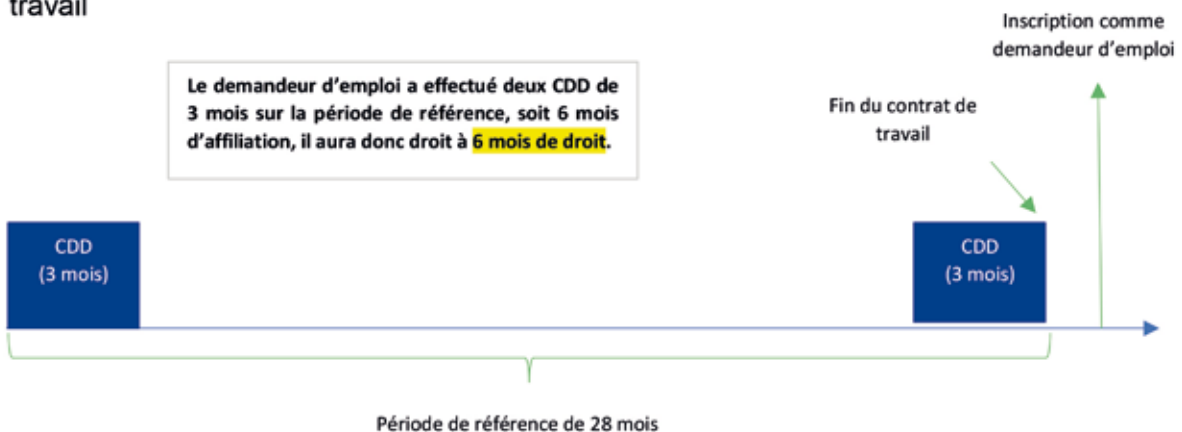 travail
Inscription comme
demandeur d'emploi
Le demandeur d'emploi a effectué deux CDD de
3 mois sur la période de référence, soit 6 mois
d'affiliation, il aura donc droit à 6 mois de droit.
Fin du contrat de
travail
CDD
(3 mois)
CDD
(3 mois)
Période de référence de 28 mois